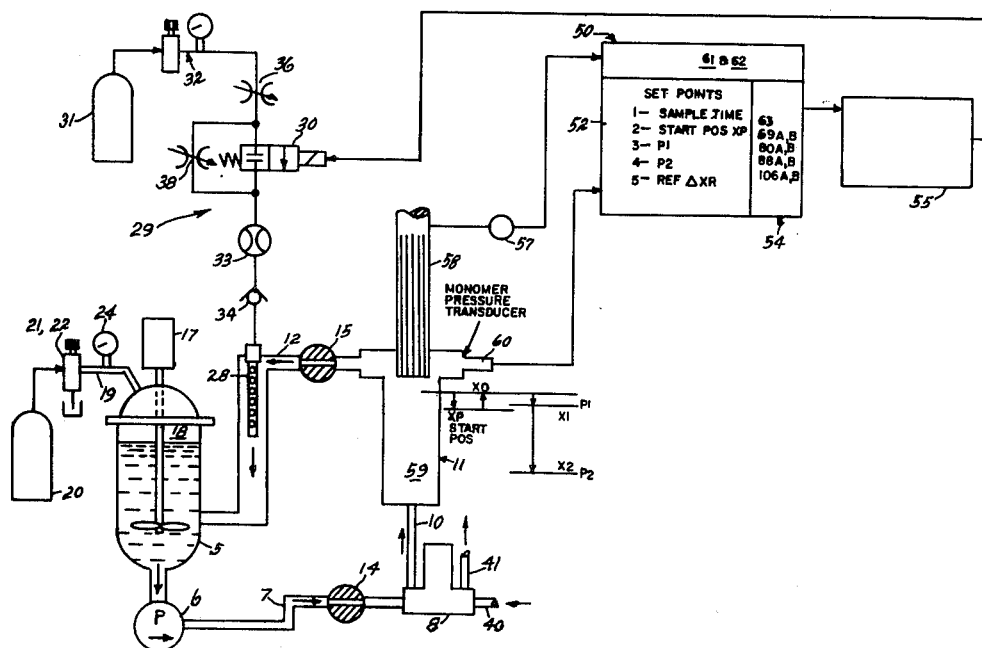 50
61 & 62
SET POINTS
1- SAMPLE TIME
2- START POS XP
3- P1
4- P2
5- REF △XR
52
63
69A,B
80A,B
88A,B
106A,B
54
55
31
32
36
30
38
29
33
34
57
58
MONOMER
PRESSURE
TRANSDUCER
60
21, 22
24
17
19
18
20
12
15
28
XO
XP
START
POS
P1
X1
X2
P2
59
11
10
5
P
6
7
14
8
41
40